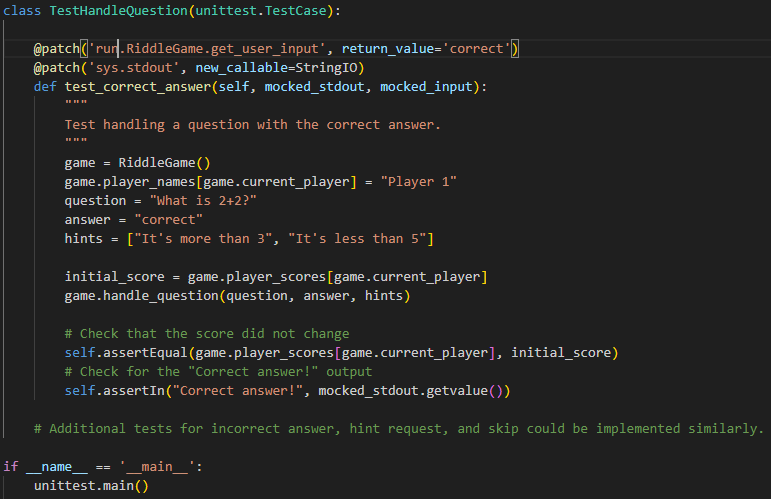 class TestHandleQuestion(unittest.TestCase):
@patch('run.RiddleGame.get_user_input', return_value='correct')
@patch('sys.stdout', new_callable=StringIO)
def test_correct_answer(self, mocked_stdout, mocked_input):
"""
Test handling a question with the correct answer.
"""
game = RiddleGame()
game.player_names[game.current_player] = "Player 1"
question = "What is 2+2?"
answer = "correct"
hints = ["It's more than 3", "It's less than 5"]
initial_score = game.player_scores[game.current_player]
game.handle_question(question, answer, hints)
# Check that the score did not change
self.assertEqual(game.player_scores[game.current_player], initial_score)
# Check for the "Correct answer!" output
self.assertIn("Correct answer!", mocked_stdout.getvalue())
# Additional tests for incorrect answer, hint request, and skip could be implemented similarly.
if __name__ == '__main__':
unittest.main()